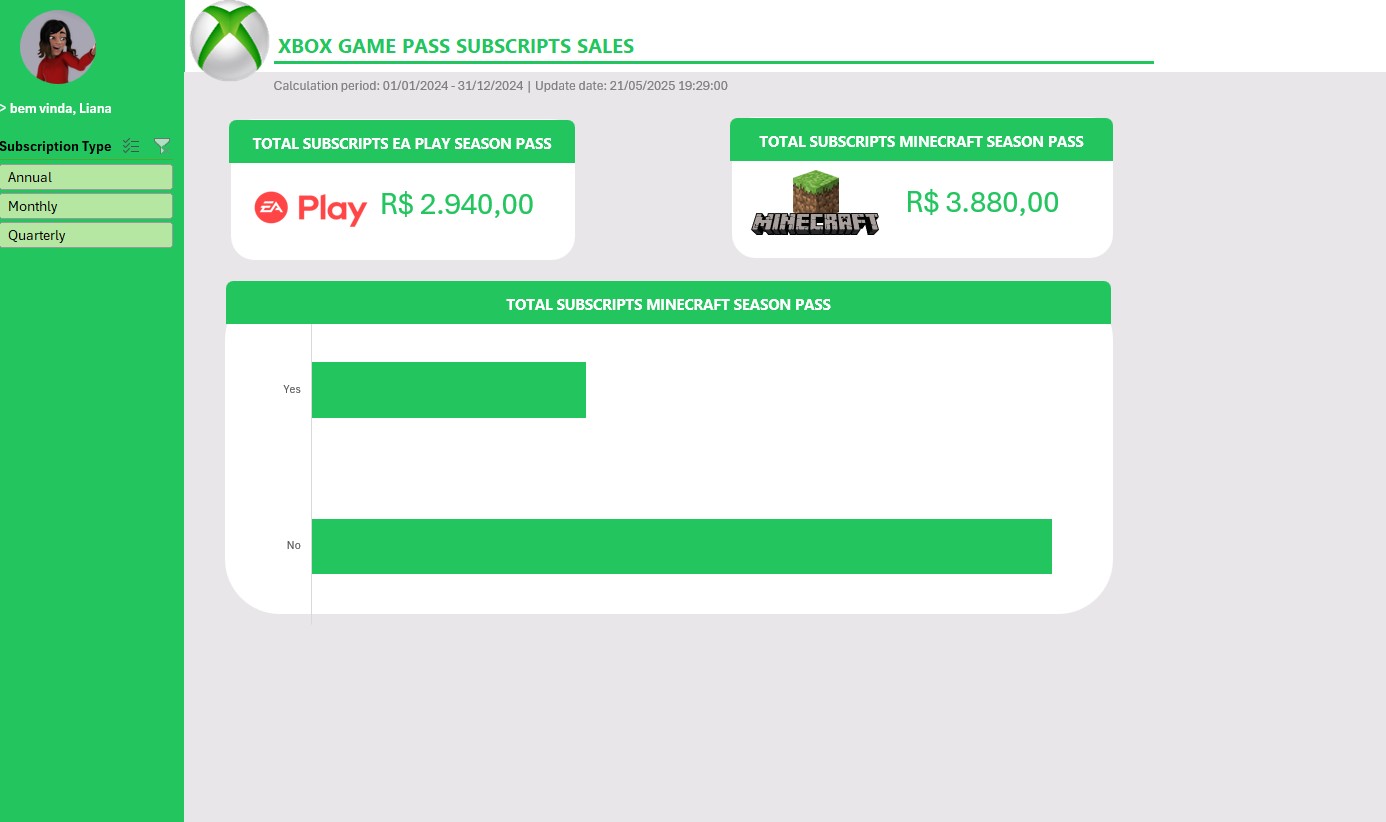 XBOX GAME PASS SUBSCRIPTS SALES
Calculation period: 01/01/2024 - 31/12/2024 | Update date: 21/05/2025 19:29:00
> bem vinda, Liana
Subscription Type
Annual
Monthly
Quarterly
TOTAL SUBSCRIPTS EA PLAY SEASON PASS
EA Play
R$ 2.940,00
TOTAL SUBSCRIPTS MINECRAFT SEASON PASS
MINECRAFT
R$ 3.880,00
TOTAL SUBSCRIPTS MINECRAFT SEASON PASS
Yes
No